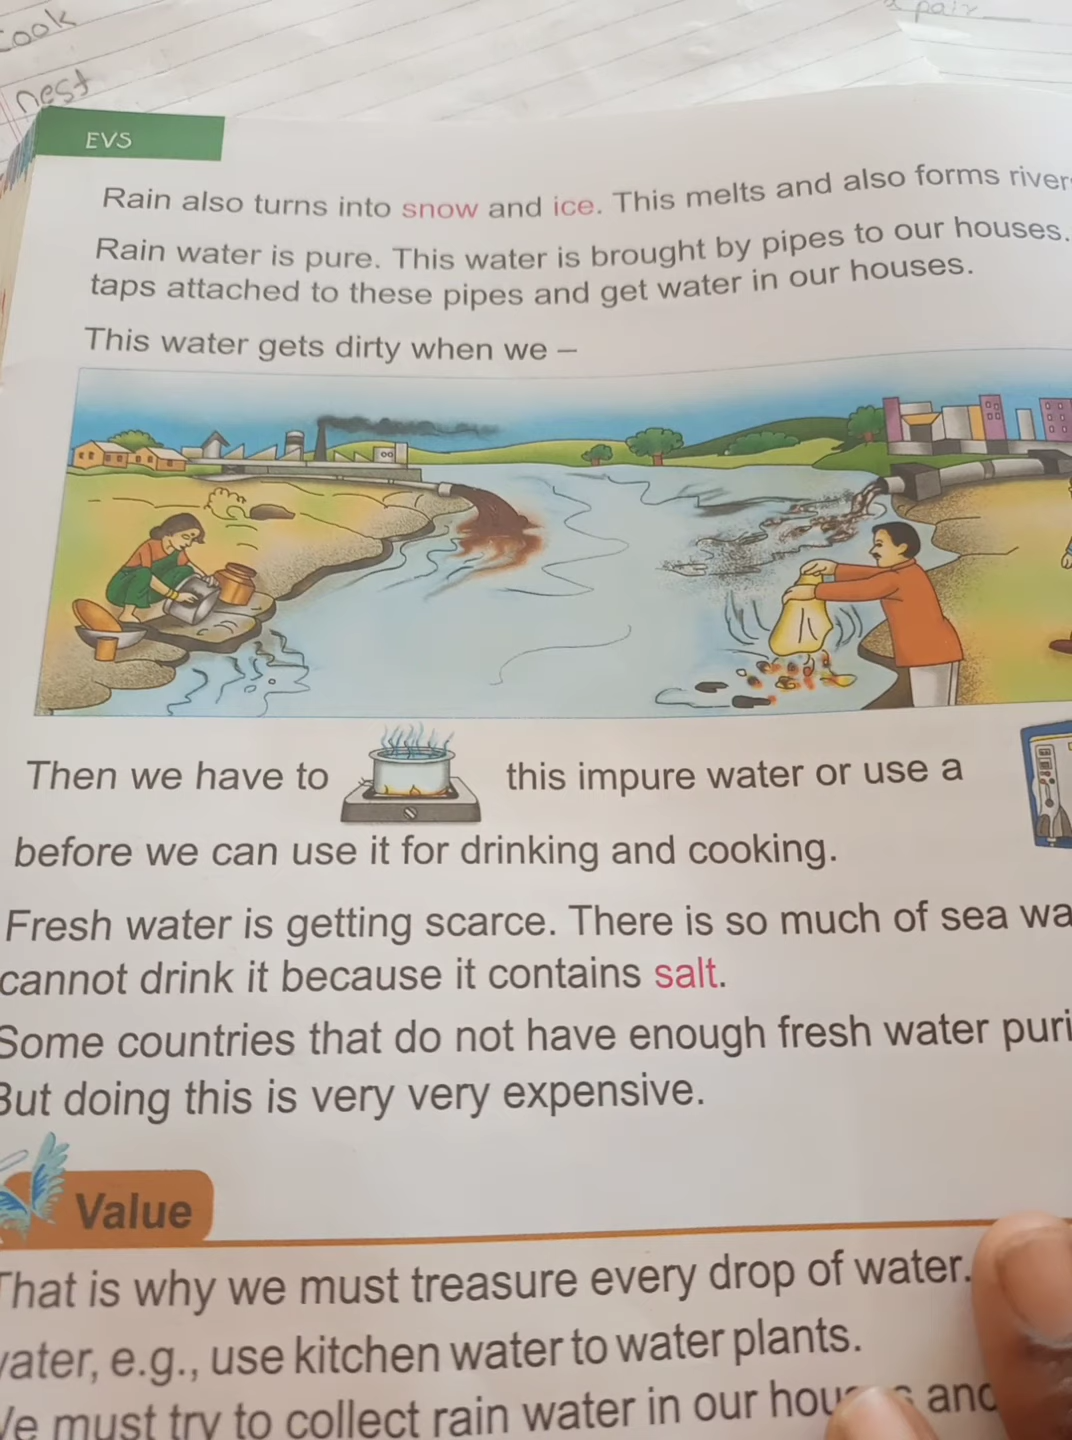 cook
pair
nest
EVS
Rain also turns into snow and ice. This melts and also forms river
Rain water is pure. This water is brought by pipes to our houses.
taps attached to these pipes and get water in our houses.
This water gets dirty when we –
Then we have to this impure water or use a
before we can use it for drinking and cooking.
Fresh water is getting scarce. There is so much of sea wa
cannot drink it because it contains salt.
Some countries that do not have enough fresh water puri
But doing this is very very expensive.
Value
That is why we must treasure every drop of water.
water, e.g., use kitchen water to water plants.
We must try to collect rain water in our and